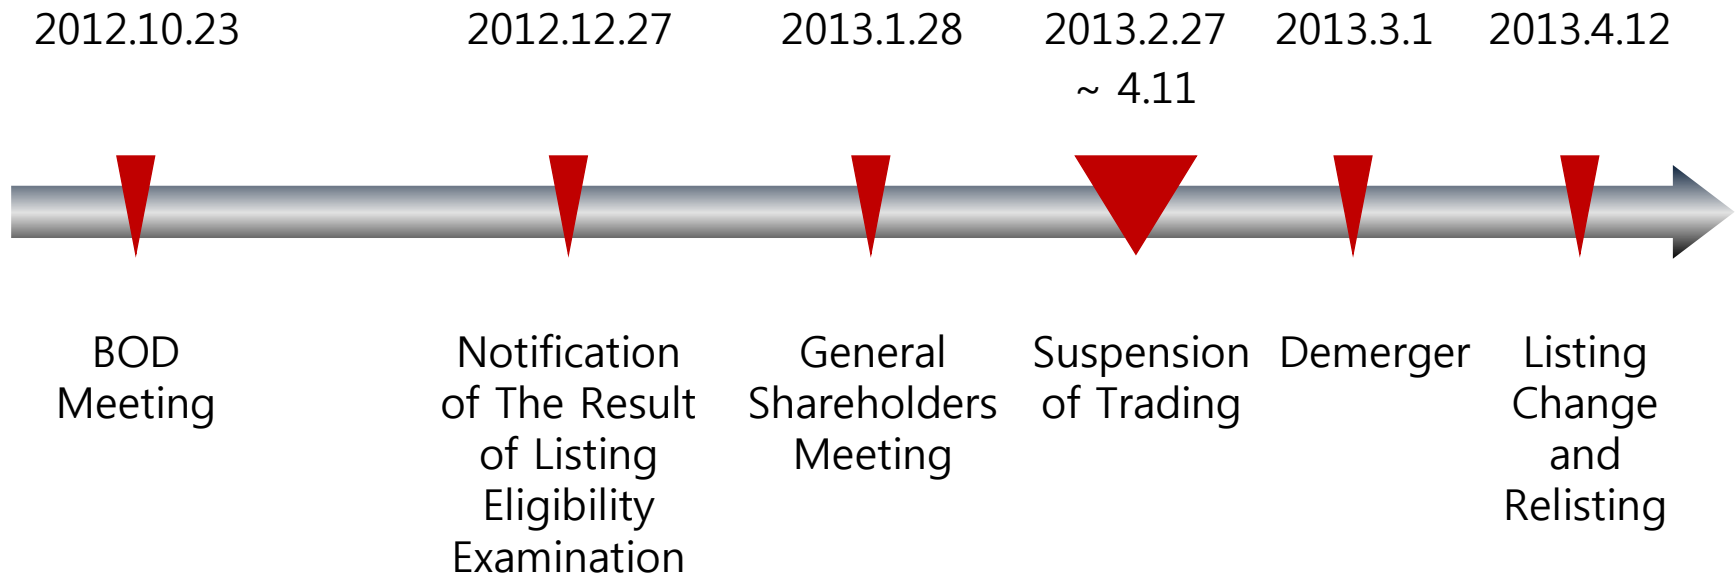 2012.10.23
2012.12.27
2013.1.28
2013.2.27
~ 4.11
2013.3.1
2013.4.12
BOD
Meeting
Notification
of The Result
of Listing
Eligibility
Examination
General
Shareholders
Meeting
Suspension
of Trading
Demerger
Listing
Change
and
Relisting